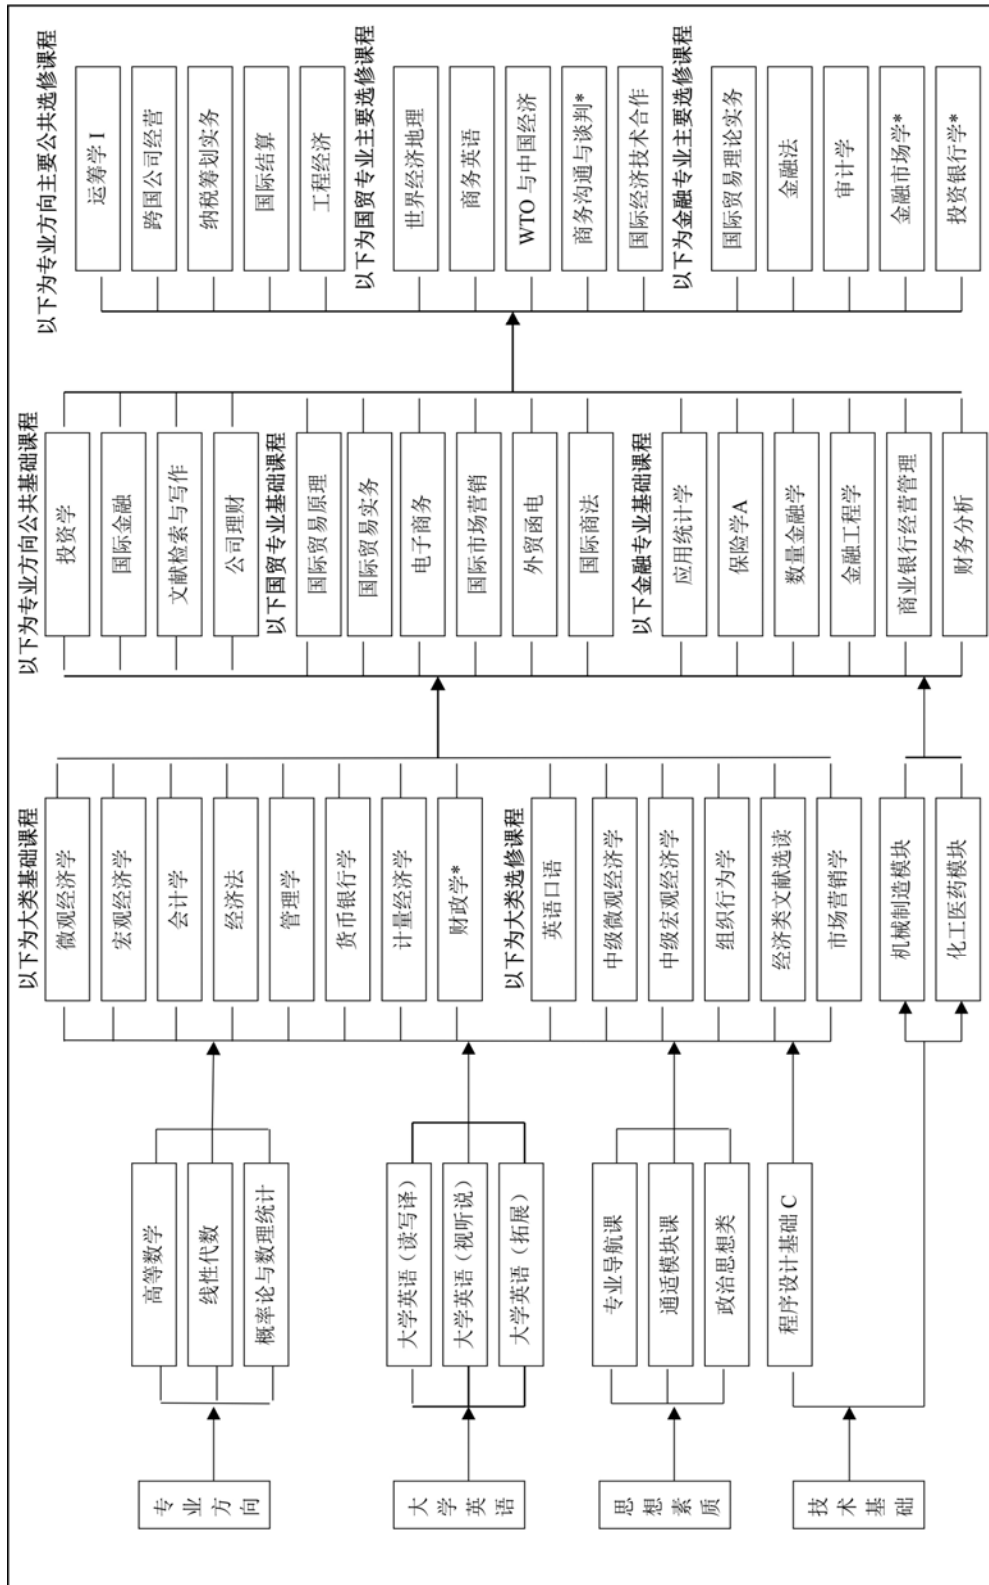 专业方向
大学英语
思想素质
技术基础
高等数学
线性代数
概率论与数理统计
大学英语（读写译）
大学英语（视听说）
大学英语（拓展）
专业导航课
通适模块课
政治思想类
程序设计基础 C
以下为大类基础课程
微观经济学
宏观经济学
会计学
经济法
管理学
货币银行学
计量经济学
财政学*
以下为大类选修课程
英语口语
中级微观经济学
中级宏观经济学
组织行为学
经济类文献选读
市场营销学
机械制造模块
化工医药模块
以下为专业方向公共基础课程
投资学
国际金融
文献检索与写作
公司理财
以下国贸专业基础课程
国际贸易原理
国际贸易实务
电子商务
国际市场营销
外贸函电
国际商法
以下金融专业基础课程
应用统计学
保险学A
数量金融学
金融工程学
商业银行经营管理
财务分析
以下为专业方向主要公共选修课程
运筹学 I
跨国公司经营
纳税筹划实务
国际结算
工程经济
以下为国贸专业主要选修课程
世界经济地理
商务英语
WTO 与中国经济
商务沟通与谈判*
国际经济技术合作
以下为金融专业主要选修课程
国际贸易理论实务
金融法
审计学
金融市场学*
投资银行学*